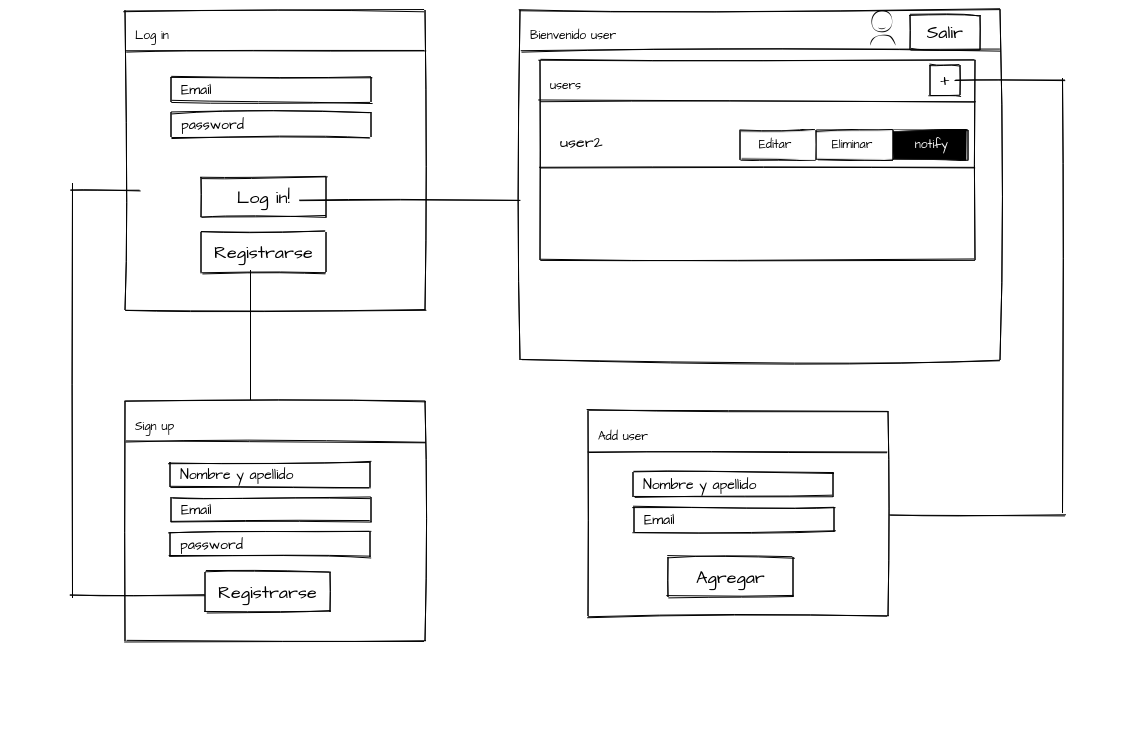 Log in
Email
password
Log in!
Registrarse
Bienvenido user
Salir
users
+
user2
Editar
Eliminar
notify
Sign up
Nombre y apellido
Email
password
Registrarse
Add user
Nombre y apellido
Email
Agregar